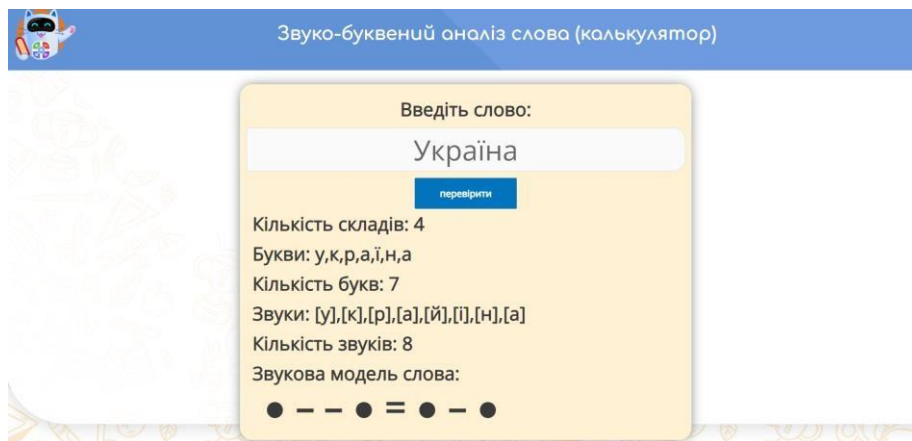 Звуко-буквений аналіз слова (калькулятор)
Введіть слово:
Україна
перевірити
Кількість складів: 4
Букви: у,к,р,а,ї,н,а
Кількість букв: 7
Звуки: [у],[к],[р],[а],[й],[і],[н],[а]
Кількість звуків: 8
Звукова модель слова:
● – – ● = ● – ●